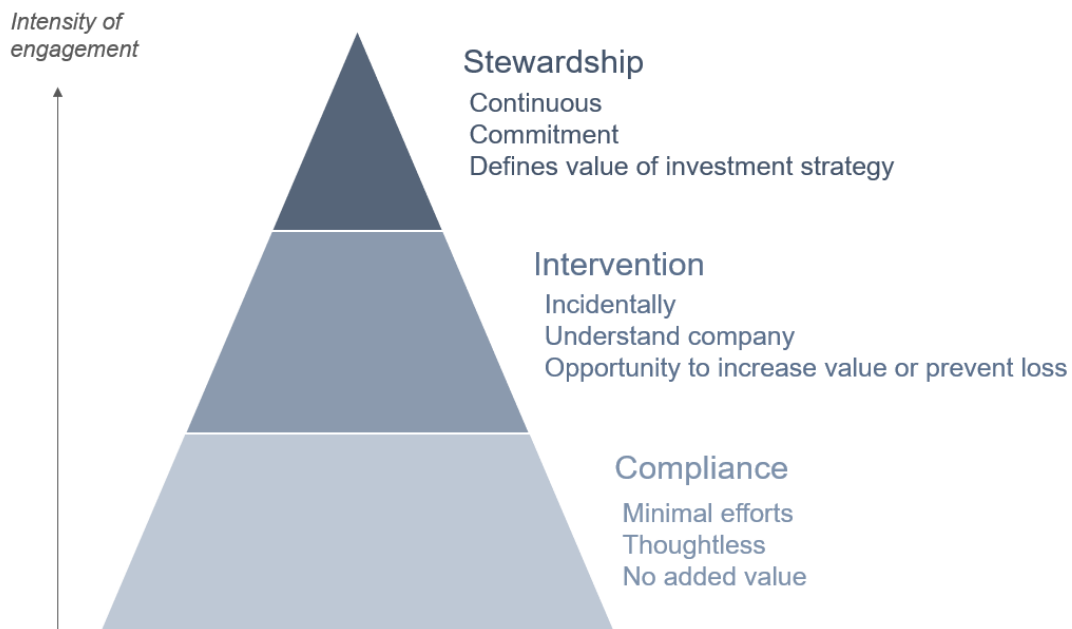 Intensity of
engagement
Stewardship
Continuous
Commitment
Defines value of investment strategy
Intervention
Incidentally
Understand company
Opportunity to increase value or prevent loss
Compliance
Minimal efforts
Thoughtless
No added value